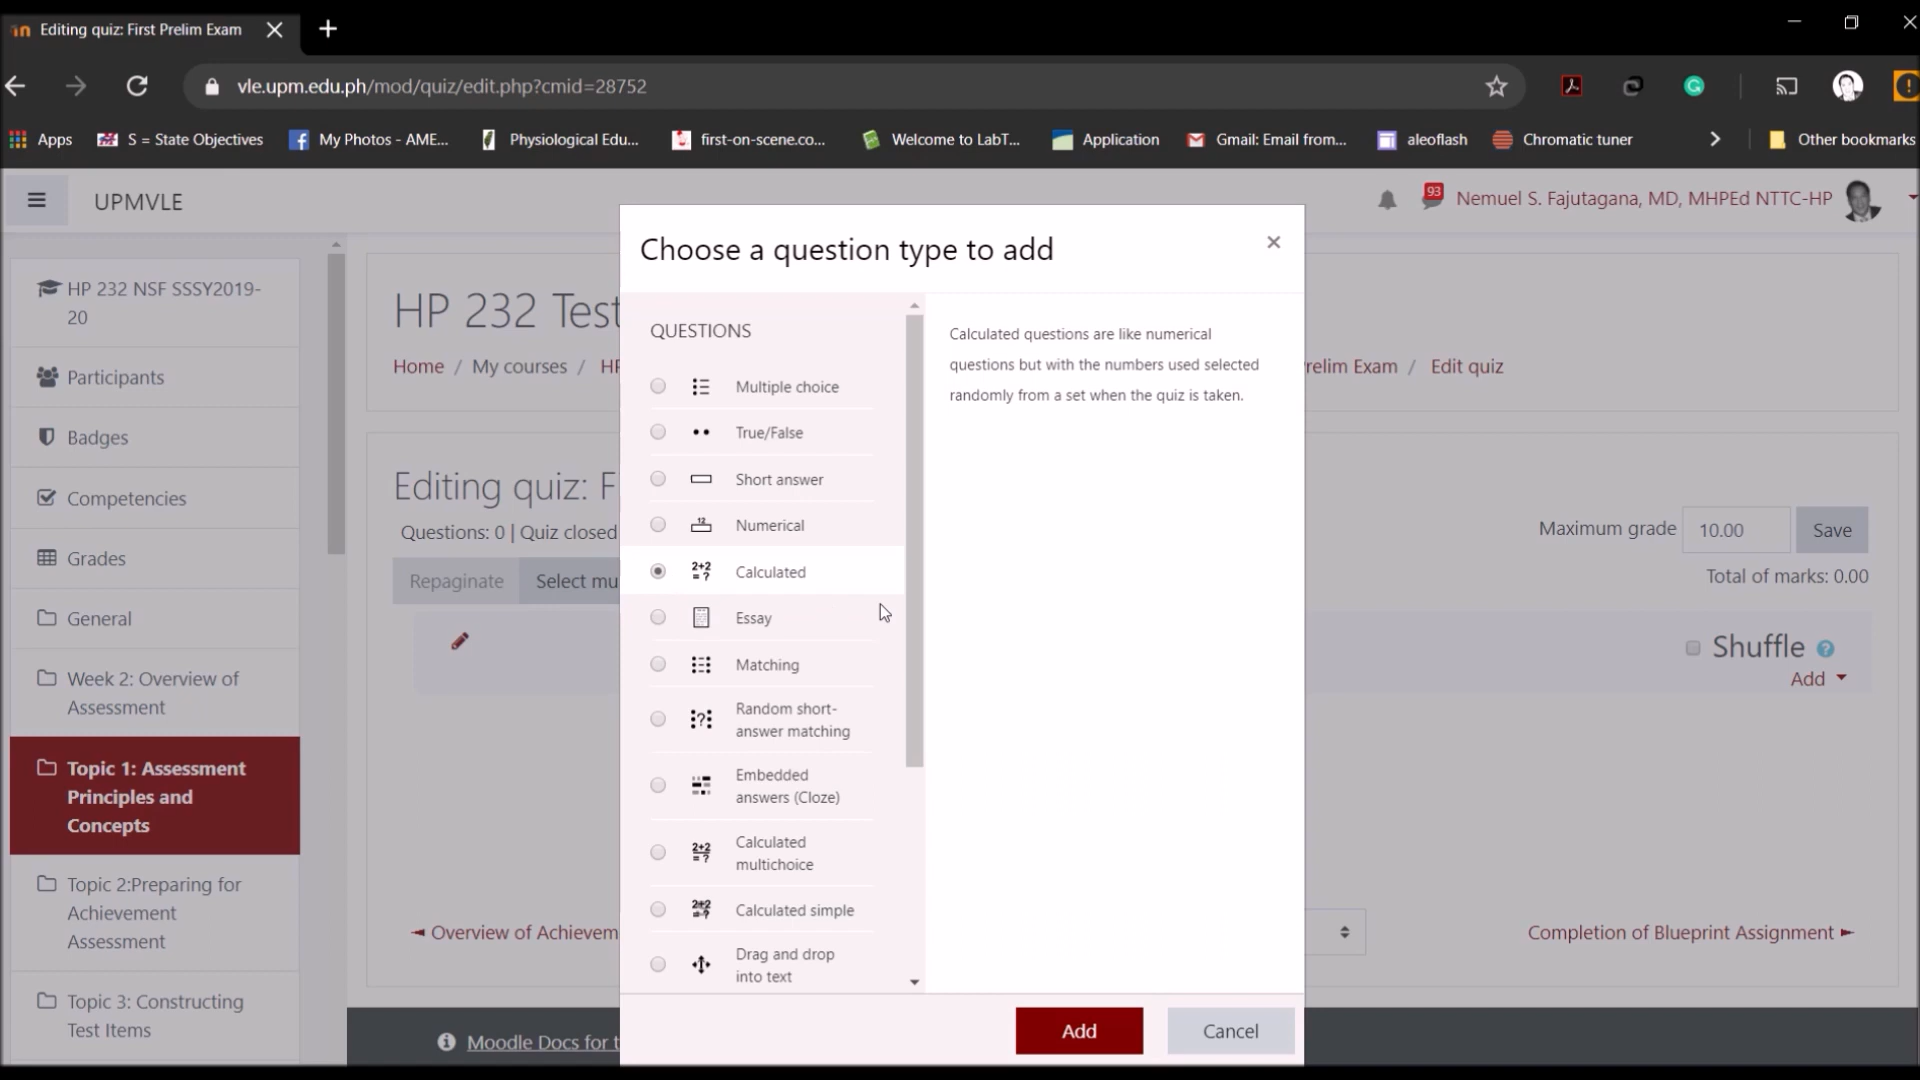 Editing quiz: First Prelim Exam
vle.upm.edu.ph/mod/quiz/edit.php?cmid=28752
Apps
S = State Objectives
My Photos - AME...
Physiological Edu...
first-on-scene.co...
Welcome to LabT...
Application
Gmail: Email from...
aleoflash
Chromatic tuner
Other bookmarks
UPMVLE
93
Nemuel S. Fajutagana, MD, MHPEd NTTC-HP
HP 232 NSF SSSY2019-
20
Participants
Badges
Competencies
Grades
General
Week 2: Overview of
Assessment
Topic 1: Assessment
Principles and
Concepts
Topic 2:Preparing for
Achievement
Assessment
Topic 3: Constructing
Test Items
HP 232 Test
Home / My courses / HP
relim Exam / Edit quiz
Editing quiz: F
Questions: 0 | Quiz closed
Repaginate
Select mu
Maximum grade 10.00 Save
Total of marks: 0.00
Shuffle ?
Add
◄ Overview of Achievem
Completion of Blueprint Assignment ►
Moodle Docs for t
Choose a question type to add
×
QUESTIONS
Multiple choice
True/False
Short answer
12 Numerical
2+2 = ? Calculated
Essay
Matching
Random short-
answer matching
Embedded
answers (Cloze)
2+2 = ? Calculated
multichoice
Calculated simple
Drag and drop
into text
Calculated questions are like numerical
questions but with the numbers used selected
randomly from a set when the quiz is taken.
Add
Cancel